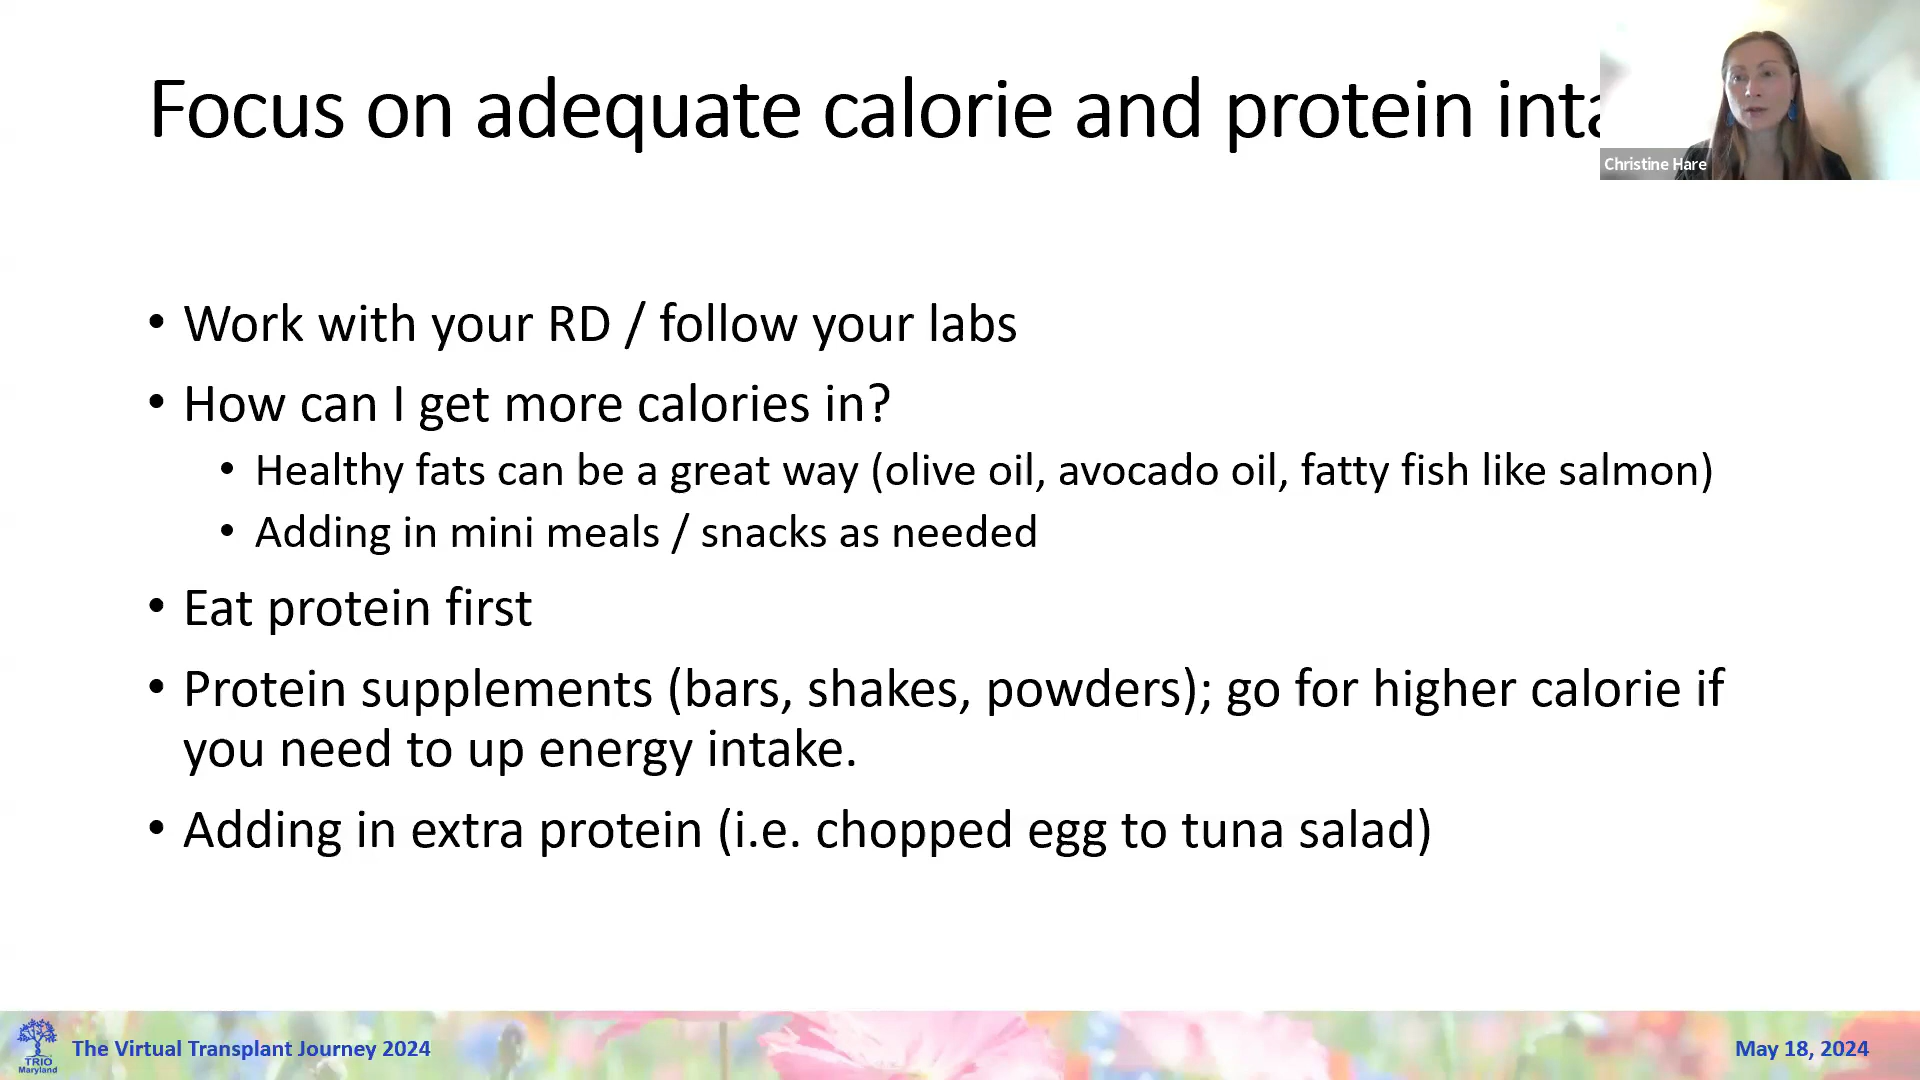 Focus on adequate calorie and protein inta
Christine Hare
• Work with your RD / follow your labs
• How can I get more calories in?
• Healthy fats can be a great way (olive oil, avocado oil, fatty fish like salmon)
• Adding in mini meals / snacks as needed
• Eat protein first
• Protein supplements (bars, shakes, powders); go for higher calorie if
you need to up energy intake.
• Adding in extra protein (i.e. chopped egg to tuna salad)
TRIO
Maryland
The Virtual Transplant Journey 2024
May 18, 2024